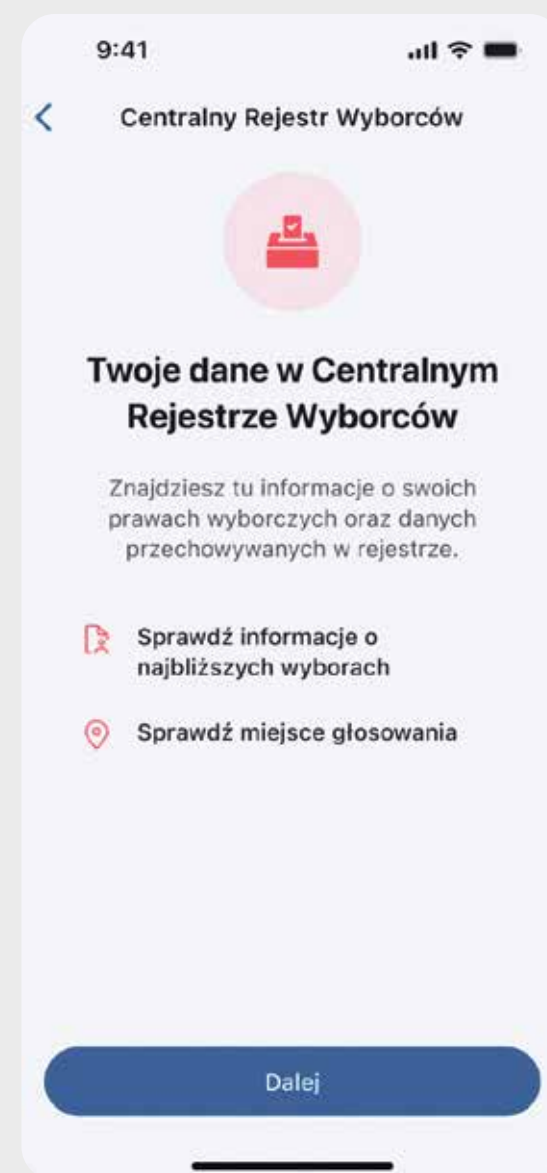 9:41
Centralny Rejestr Wyborców
Twoje dane w Centralnym
Rejestrze Wyborców
Znajdziesz tu informacje o swoich
prawach wyborczych oraz danych
przechowywanych w rejestrze.
Sprawdź informacje o
najbliższych wyborach
Sprawdź miejsce głosowania
Dalej